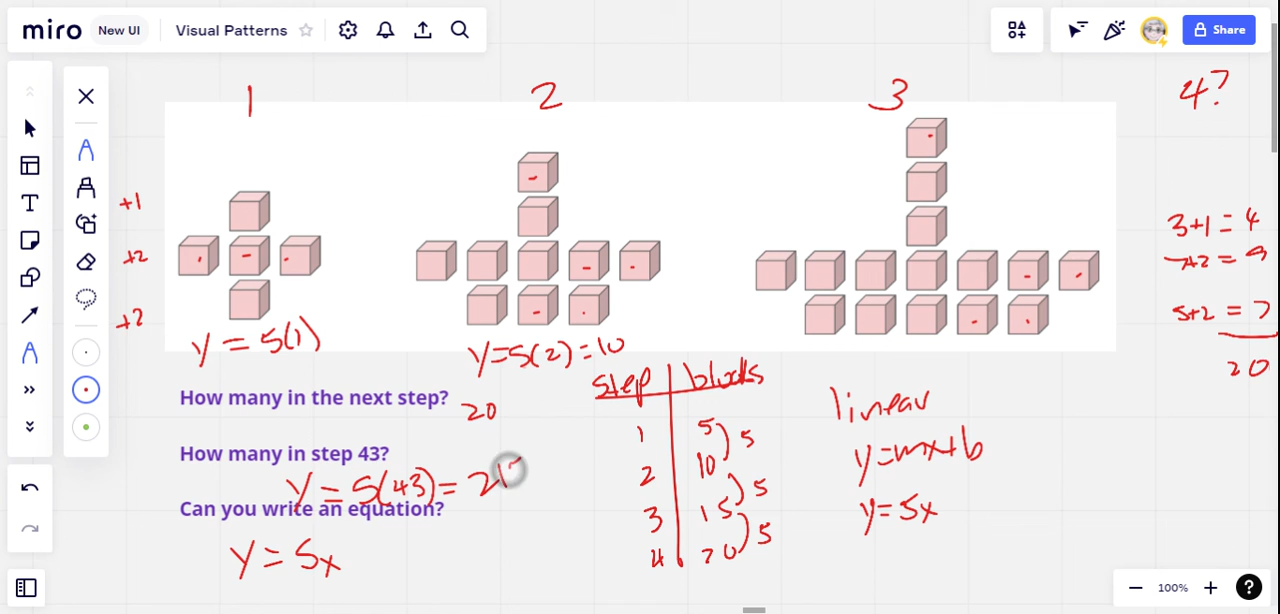 miro New UI Visual Patterns Share
1 2 3 4?
+1
+2
+2
3+1 = 4
7+2 = 9
5+2 = 7
20
y = 5(1)
y=5(2)=10
step blocks
1 5
2 10
3 15
4 20
5
5
5
linear
y=mx+b
y=5x
How many in the next step? 20
How many in step 43?
y = 5(43) = 21
Can you write an equation?
y = 5x
100%